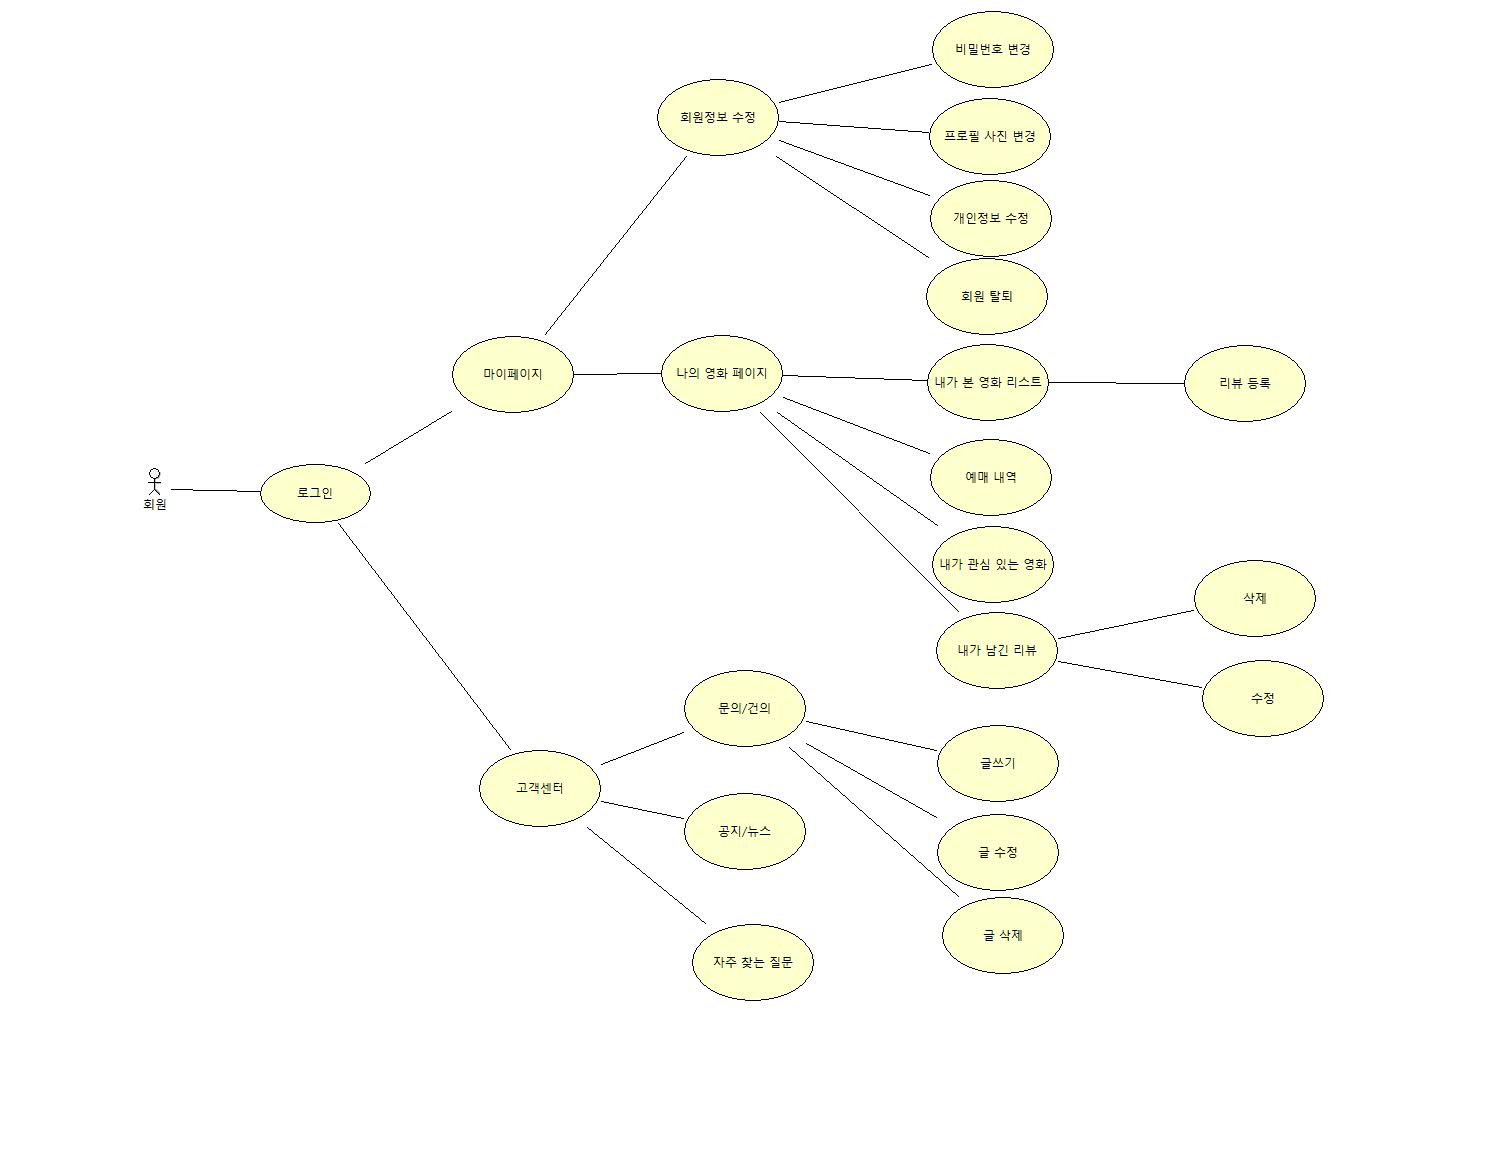 비밀번호 변경
회원정보 수정
프로필 사진 변경
개인정보 수정
회원 탈퇴
마이페이지
나의 영화 페이지
내가 본 영화 리스트
리뷰 등록
예매 내역
로그인
회원
내가 관심 있는 영화
삭제
내가 남긴 리뷰
수정
문의/건의
글쓰기
고객센터
공지/뉴스
글 수정
글 삭제
자주 찾는 질문